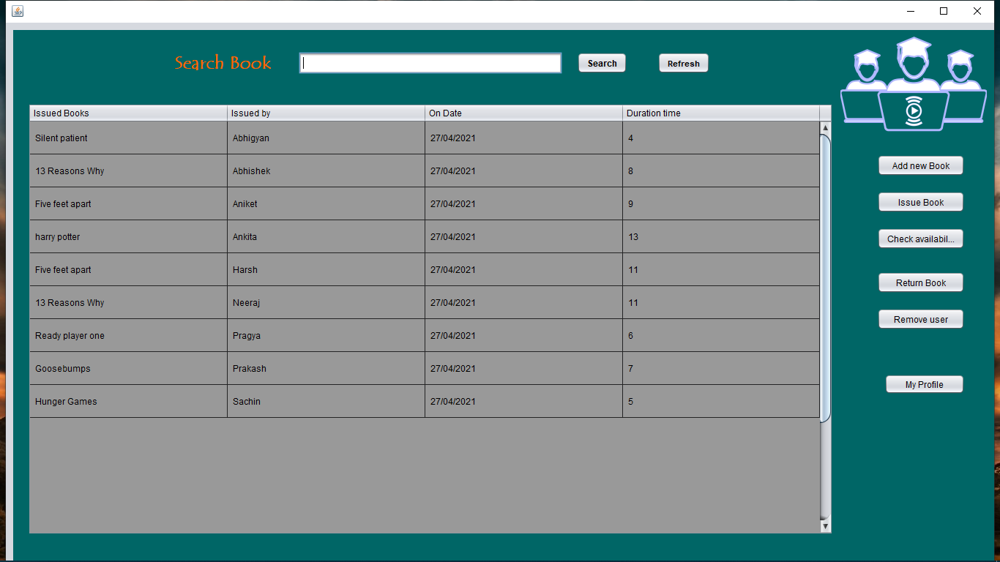 Search Book Search Refresh
Issued Books Issued by On Date Duration time
Silent patient Abhigyan 27/04/2021 4
13 Reasons Why Abhishek 27/04/2021 8
Five feet apart Aniket 27/04/2021 9
harry potter Ankita 27/04/2021 13
Five feet apart Harsh 27/04/2021 11
13 Reasons Why Neeraj 27/04/2021 11
Ready player one Pragya 27/04/2021 6
Goosebumps Prakash 27/04/2021 7
Hunger Games Sachin 27/04/2021 5
Add new Book
Issue Book
Check availabil...
Return Book
Remove user
My Profile